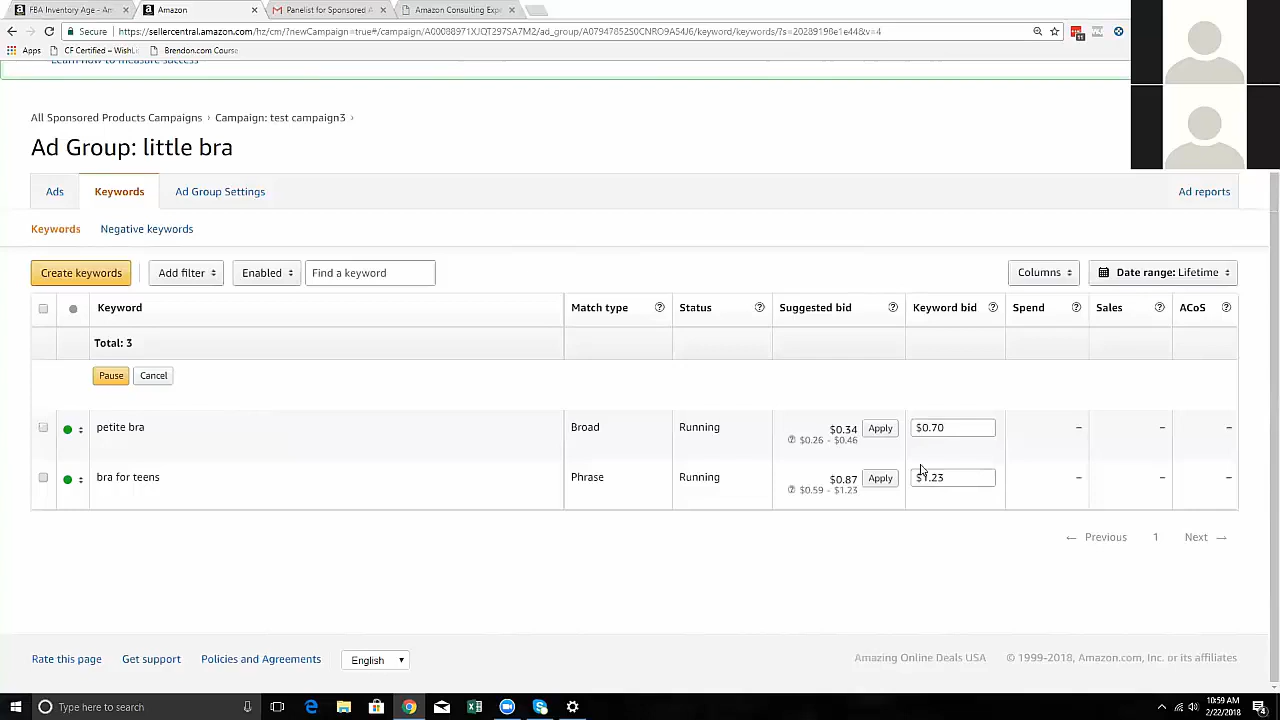 FBA Inventory Age - Am
Amazon
Panelist for Sponsored A
Amazon Consulting Expe
Secure
https://sellercentral.amazon.com/hz/cm/?newCampaign=true#campaign/A00088971XJQT297SA7M2/ad_group/A0794785250CNRO9A54J6/keyword/keywords/?s=20289196e1e44&v=4
Apps
CF Certified – WishLi
Brendon.com Course
Learn how to measure success
All Sponsored Products Campaigns › Campaign: test campaign3 ›
Ad Group: little bra
Ads
Keywords
Ad Group Settings
Ad reports
Keywords
Negative keywords
Create keywords
Add filter
Enabled
Find a keyword
Columns
Date range: Lifetime
Keyword
Match type
Status
Suggested bid
Keyword bid
Spend
Sales
ACoS
Total: 3
Pause
Cancel
petite bra
Broad
Running
$0.34
$0.26 - $0.46
Apply
$0.70
–
–
–
bra for teens
Phrase
Running
$0.87
$0.59 - $1.23
Apply
$1.23
–
–
–
← Previous
1
Next →
Rate this page
Get support
Policies and Agreements
English
Amazing Online Deals USA
© 1999-2018, Amazon.com, Inc. or its affiliates
Type here to search
10:59 AM
2/22/2018